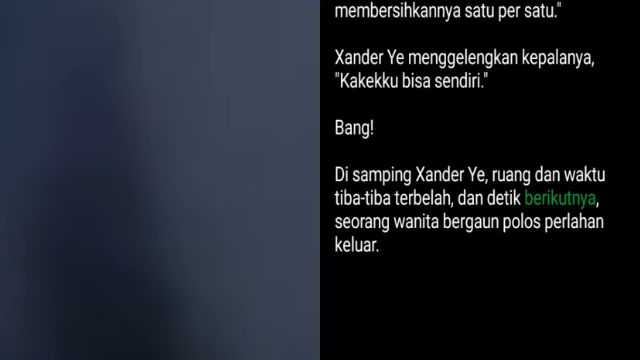 membersihkannya satu per satu."
Xander Ye menggelengkan kepalanya,
"Kakekku bisa sendiri."
Bang!
Di samping Xander Ye, ruang dan waktu
tiba-tiba terbelah, dan detik berikutnya,
seorang wanita bergaun polos perlahan
keluar.